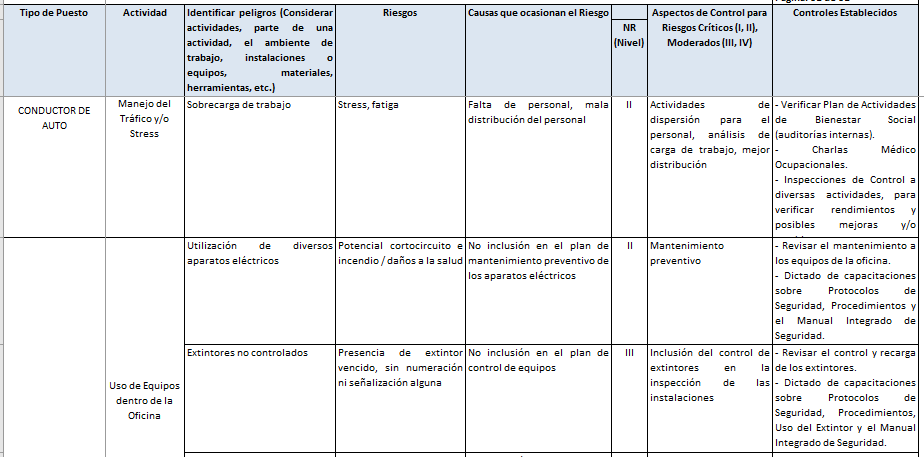 Tipo de Puesto
Actividad
Identificar peligros (Considerar
actividades, parte de una
actividad, el ambiente de
trabajo, instalaciones o
equipos, materiales,
herramientas, etc.)
Riesgos
Causas que ocasionan el Riesgo
NR
(Nivel)
Aspectos de Control para
Riesgos Críticos (I, II),
Moderados (III, IV)
Controles Establecidos
CONDUCTOR DE
AUTO
Manejo del
Tráfico y/o
Stress
Sobrecarga de trabajo
Stress, fatiga
Falta de personal, mala
distribución del personal
II
Actividades de
dispersión para el
personal, análisis de
carga de trabajo, mejor
distribución
- Verificar Plan de Actividades
de Bienestar Social
(auditorías internas).
- Charlas Médico
Ocupacionales.
- Inspecciones de Control a
diversas actividades, para
verificar rendimientos y
posibles mejoras y/o
Uso de Equipos
dentro de la
Oficina
Utilización de diversos
aparatos eléctricos
Potencial cortocircuito e
incendio / daños a la salud
No inclusión en el plan de
mantenimiento preventivo de
los aparatos eléctricos
II
Mantenimiento
preventivo
- Revisar el mantenimiento a
los equipos de la oficina.
- Dictado de capacitaciones
sobre Protocolos de
Seguridad, Procedimientos y
el Manual Integrado de
Seguridad.
Extintores no controlados
Presencia de extintor
vencido, sin numeración
ni señalización alguna
No inclusión en el plan de
control de equipos
III
Inclusión del control de
extintores en la
inspección de las
instalaciones
- Revisar el control y recarga
de los extintores.
- Dictado de capacitaciones
sobre Protocolos de
Seguridad, Procedimientos,
Uso del Extintor y el Manual
Integrado de Seguridad.